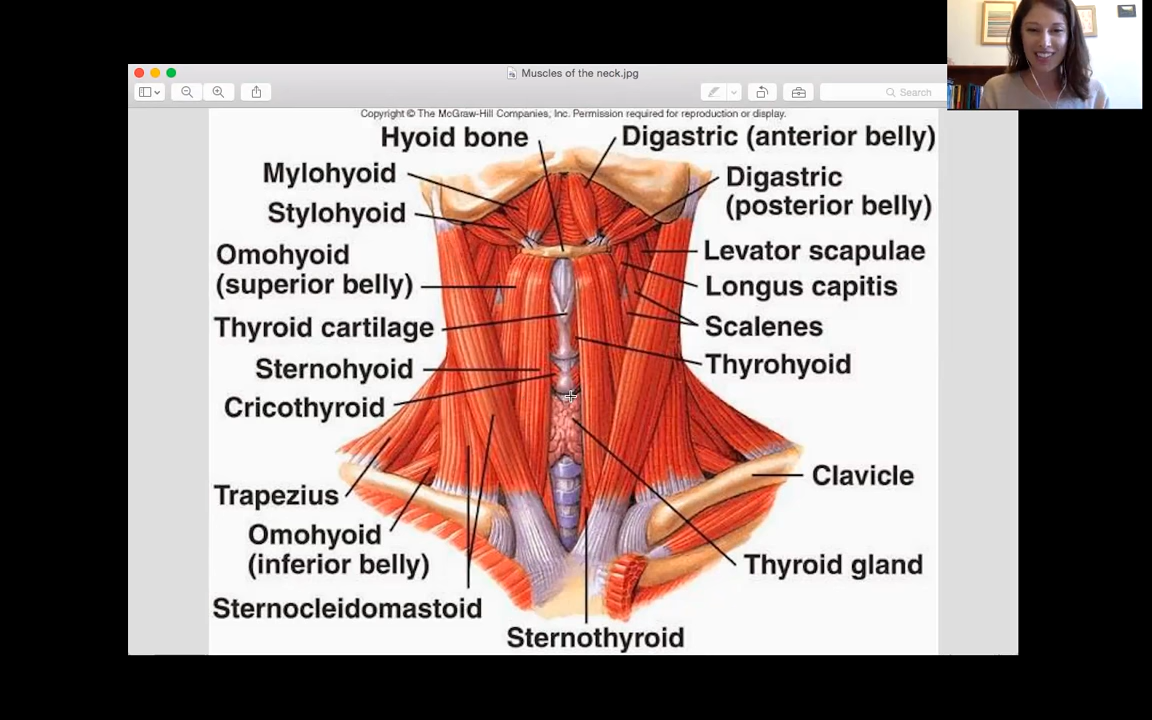 Muscles of the neck.jpg
Search
Copyright © The McGraw-Hill Companies, Inc. Permission required for reproduction or display.
Hyoid bone
Digastric (anterior belly)
Mylohyoid
Digastric
(posterior belly)
Stylohyoid
Omohyoid
(superior belly)
Levator scapulae
Longus capitis
Thyroid cartilage
Scalenes
Sternohyoid
Thyrohyoid
Cricothyroid
Trapezius
Clavicle
Omohyoid
(inferior belly)
Thyroid gland
Sternocleidomastoid
Sternothyroid